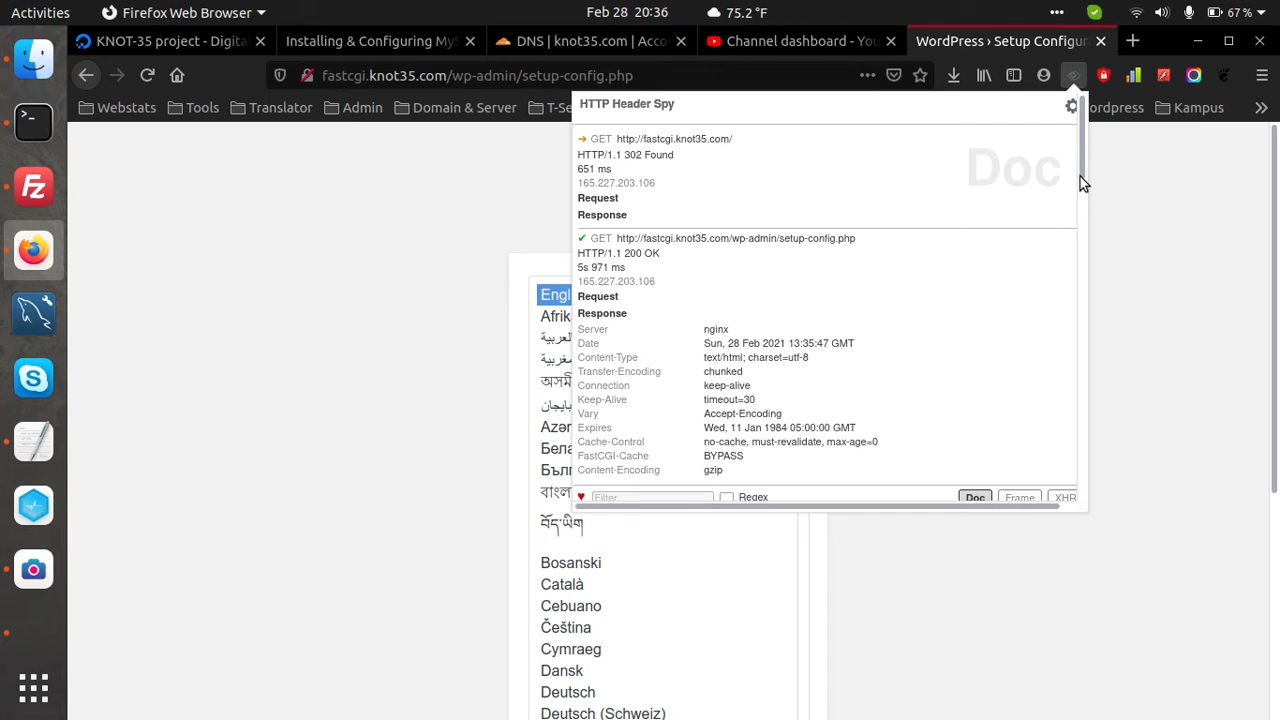 Activities
Firefox Web Browser
Feb 28 20:36
75.2 °F
67 %
KNOT-35 project - Digita
Installing & Configuring MyS
DNS | knot35.com | Acco
Channel dashboard - You
WordPress › Setup Configura
fastcgi.knot35.com/wp-admin/setup-config.php
Webstats
Tools
Translator
Domain & Server
T-Se
ordpress
Kampus
HTTP Header Spy
Doc
GET http://fastcgi.knot35.com/
HTTP/1.1 302 Found
651 ms
165.227.203.106
Request
Response
GET http://fastcgi.knot35.com/wp-admin/setup-config.php
HTTP/1.1 200 OK
5s 971 ms
165.227.203.106
Request
Response
Server nginx
Date Sun, 28 Feb 2021 13:35:47 GMT
Content-Type text/html; charset=utf-8
Transfer-Encoding chunked
Connection keep-alive
Keep-Alive timeout=30
Vary Accept-Encoding
Expires Wed, 11 Jan 1984 05:00:00 GMT
Cache-Control no-cache, must-revalidate, max-age=0
FastCGI-Cache BYPASS
Content-Encoding gzip
Filter
Regex
Doc
Frame
XHR
Engl
Afrik
العربية
অসমী
Azər
Бела
Бълг
বাংল
བོད་ཡིག
Bosanski
Català
Cebuano
Čeština
Cymraeg
Dansk
Deutsch
Deutsch (Schweiz)